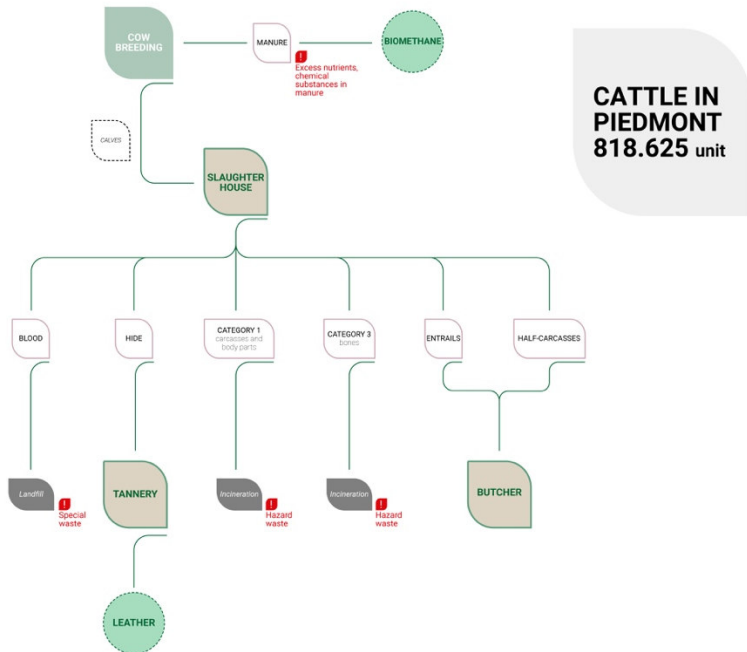 COW
BREEDING
MANURE
BIOMETHANE
!
Excess nutrients,
chemical
substances in
manure
CATTLE IN
PIEDMONT
818.625 unit
CALVES
SLAUGHTER
HOUSE
BLOOD
HIDE
CATEGORY 1
carcasses and
body parts
CATEGORY 3
bones
ENTRAILS
HALF-CARCASSES
Landfill
!
Special
waste
TANNERY
Incineration
!
Hazard
waste
Incineration
!
Hazard
waste
BUTCHER
LEATHER